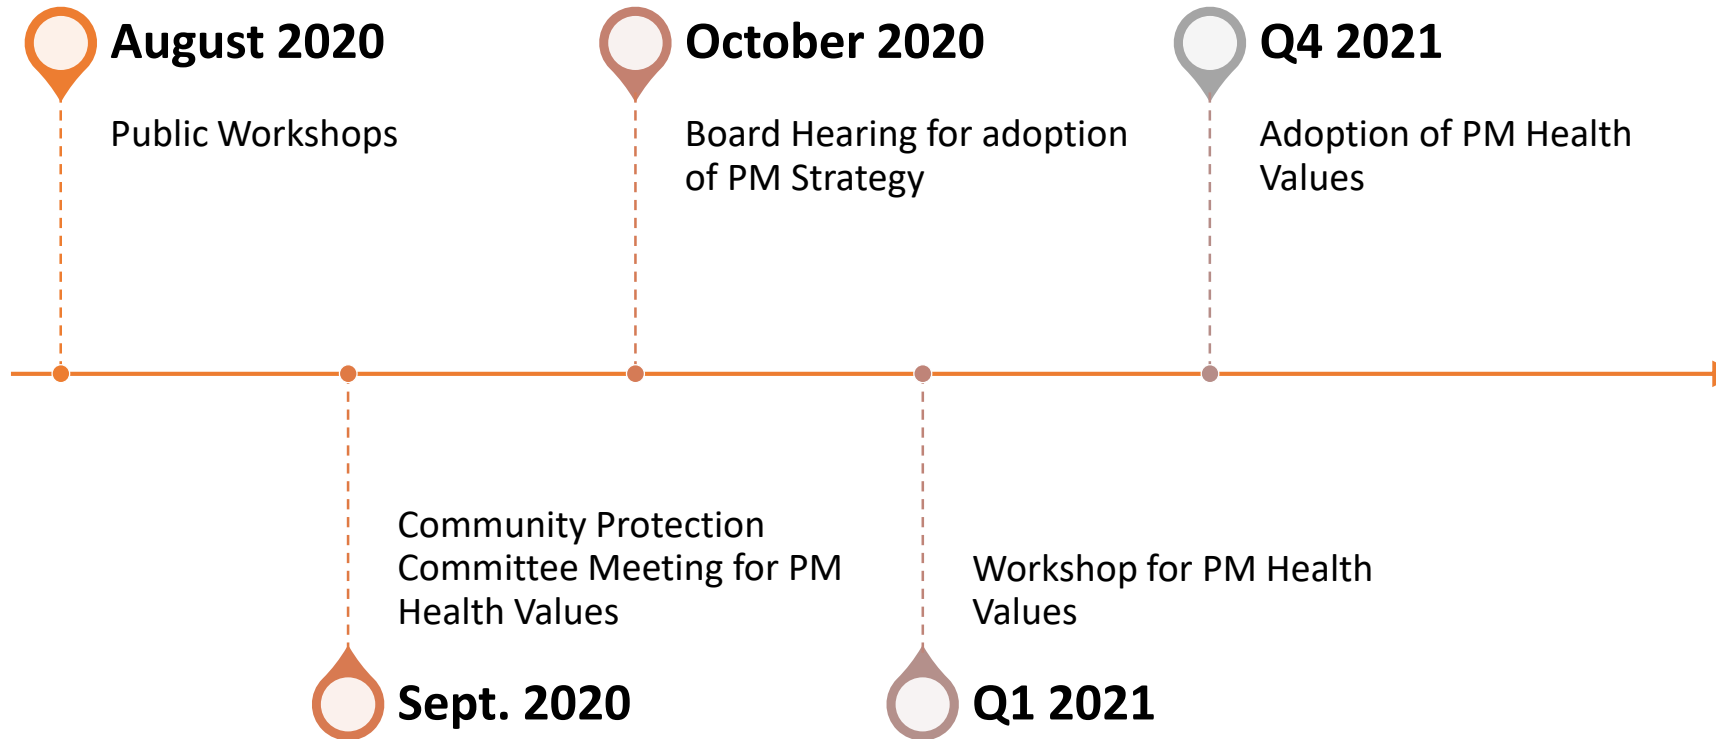 August 2020
Public Workshops
October 2020
Board Hearing for adoption
of PM Strategy
Q4 2021
Adoption of PM Health
Values
Community Protection
Committee Meeting for PM
Health Values
Sept. 2020
Workshop for PM Health
Values
Q1 2021